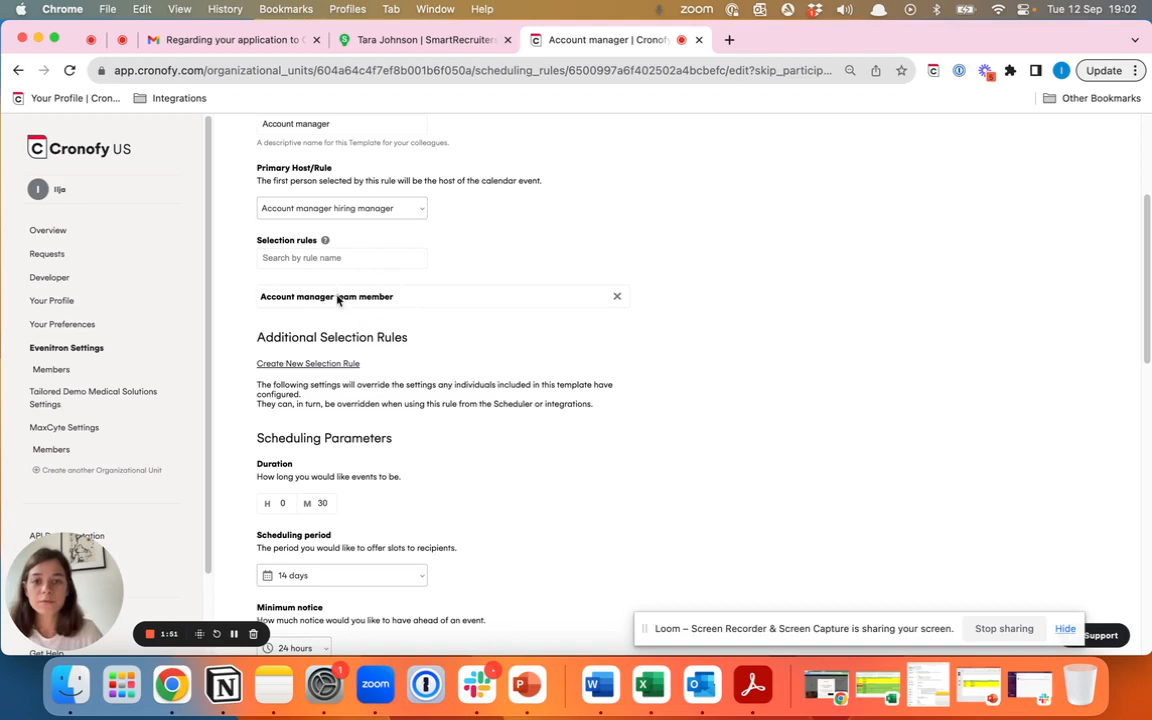 Chrome File Edit View History Bookmarks Profiles Tab Window Help zoom Tue 12 Sep 19:02
Regarding your application to Tara Johnson | SmartRecruiters Account manager | Cronof
app.cronofy.com/organizational_units/604a64c4f7ef8b001b6f050a/scheduling_rules/6500997a6f402502a4bcbefc/edit?skip_particip... 5 I Update
Your Profile | Cron... Integrations Other Bookmarks
Cronofy US
I Ilja
Overview
Requests
Developer
Your Profile
Your Preferences
Evenitron Settings
Members
Tailored Demo Medical Solutions
Settings
MaxCyte Settings
Members
Create another Organizational Unit
Get Help
Account manager
A descriptive name for this Template for your colleagues.
Primary Host/Rule
The first person selected by this rule will be the host of the calendar event.
Account manager hiring manager
Selection rules ?
Search by rule name
Account manager team member
Additional Selection Rules
Create New Selection Rule
The following settings will override the settings any individuals included in this template have
configured.
They can, in turn, be overridden when using this rule from the Scheduler or integrations.
Scheduling Parameters
Duration
How long you would like events to be.
H 0 M 30
Scheduling period
The period you would like to offer slots to recipients.
14 days
Minimum notice
How much notice would you like to have ahead of an event.
24 hours
1:51
Loom – Screen Recorder & Screen Capture is sharing your screen. Stop sharing Hide
Support
1 zoom